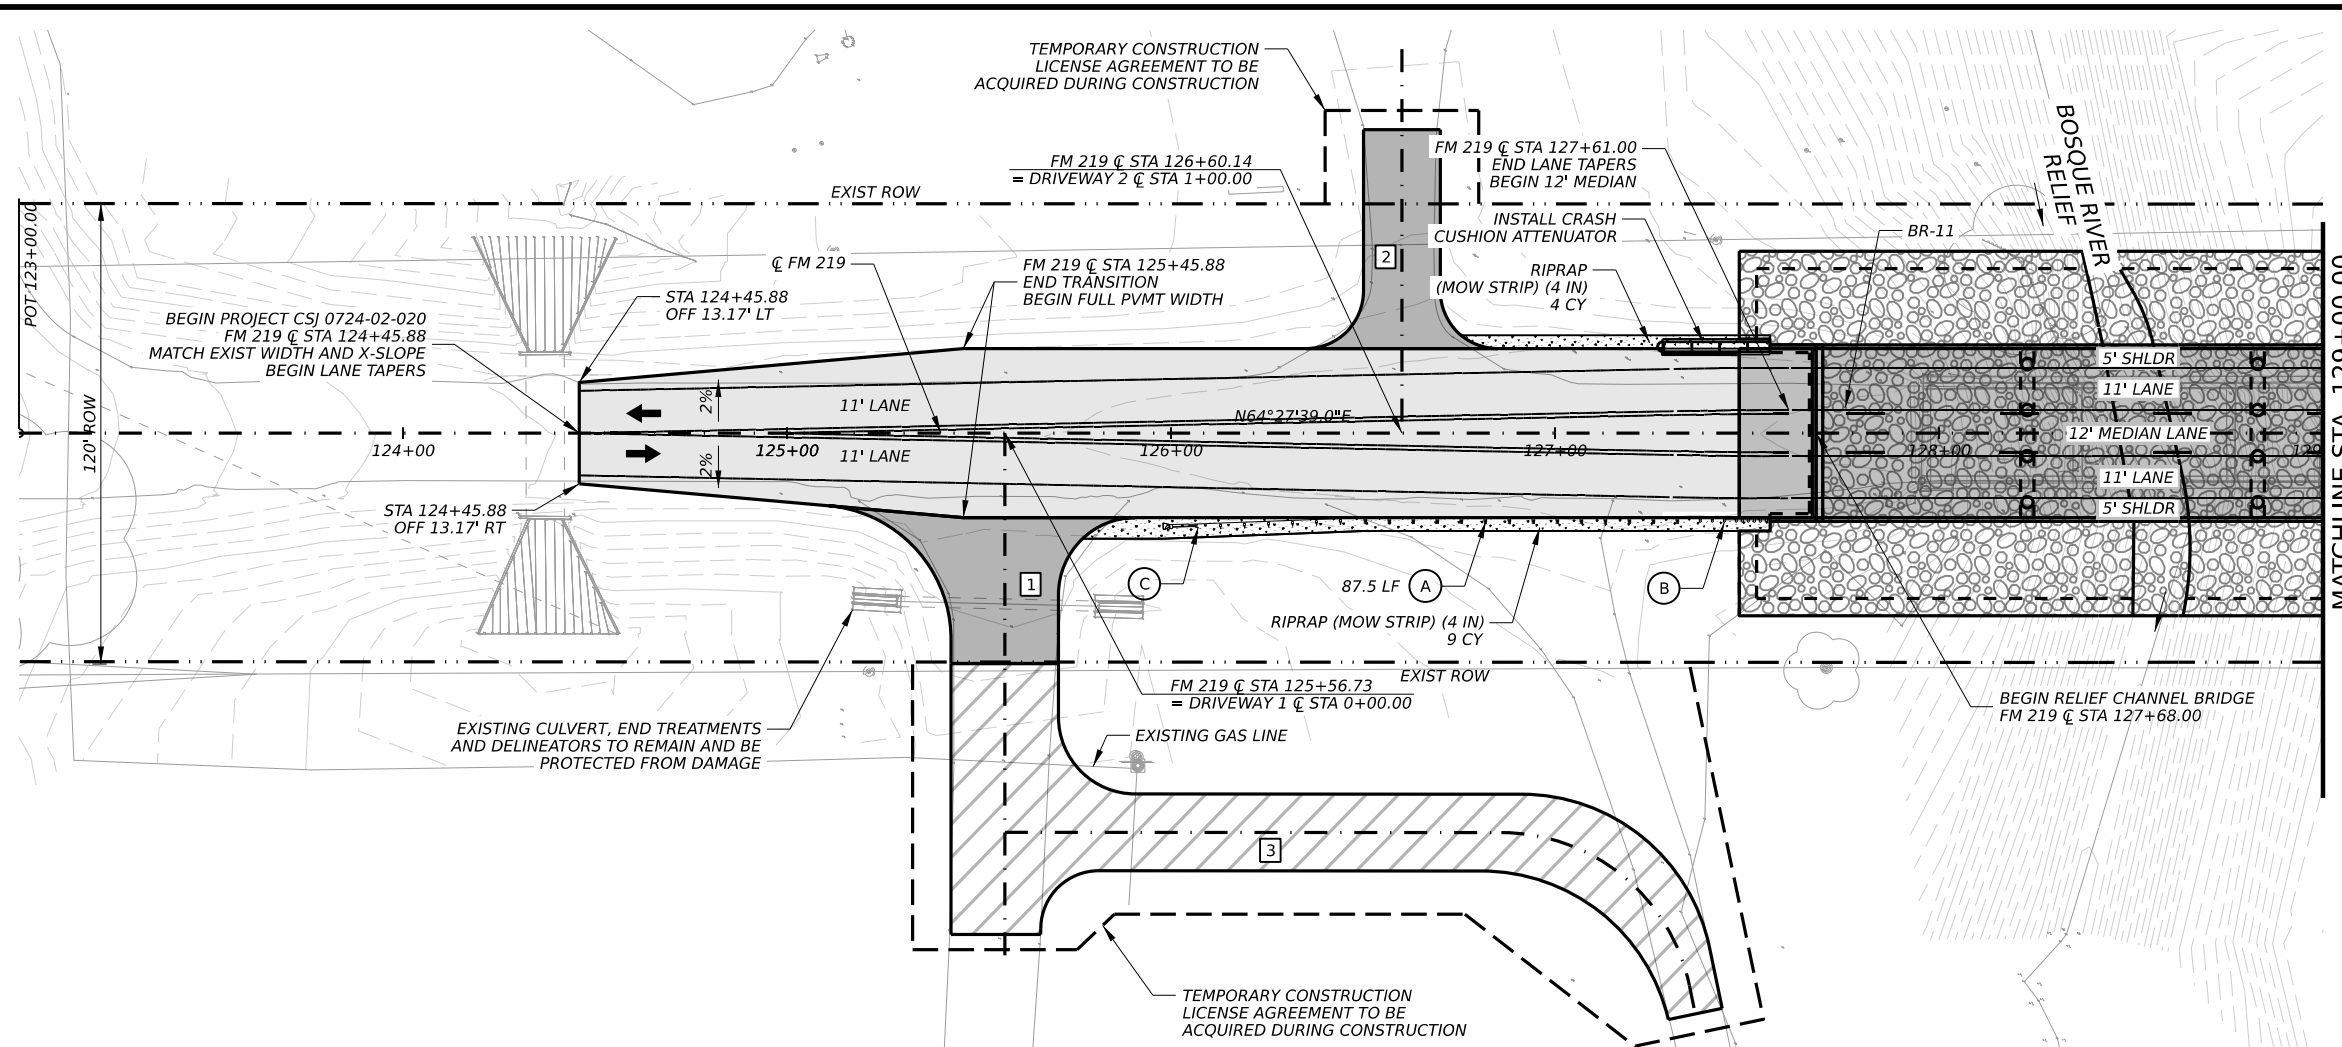 TEMPORARY CONSTRUCTION
LICENSE AGREEMENT TO BE
ACQUIRED DURING CONSTRUCTION
FM 219 ℄ STA 126+60.14
= DRIVEWAY 2 ℄ STA 1+00.00
FM 219 ℄ STA 127+61.00
END LANE TAPERS
BEGIN 12' MEDIAN
BOSQUE RIVER
RELIEF
EXIST ROW
INSTALL CRASH
CUSHION ATTENUATOR
BR-11
POT 123+00.00
℄ FM 219
FM 219 ℄ STA 125+45.88
END TRANSITION
BEGIN FULL PVMT WIDTH
2
RIPRAP
(MOW STRIP) (4 IN)
4 CY
STA 124+45.88
OFF 13.17' LT
BEGIN PROJECT CSJ 0724-02-020
FM 219 ℄ STA 124+45.88
MATCH EXIST WIDTH AND X-SLOPE
BEGIN LANE TAPERS
5' SHLDR
11' LANE
12' MEDIAN LANE
11' LANE
5' SHLDR
2%
11' LANE
N64°27'39.0"E
120' ROW
124+00
125+00
11' LANE
126+00
127+00
128+00
129
2%
STA 124+45.88
OFF 13.17' RT
1
C
87.5 LF
A
B
RIPRAP (MOW STRIP) (4 IN)
9 CY
EXIST ROW
FM 219 ℄ STA 125+56.73
= DRIVEWAY 1 ℄ STA 0+00.00
BEGIN RELIEF CHANNEL BRIDGE
FM 219 ℄ STA 127+68.00
EXISTING CULVERT, END TREATMENTS
AND DELINEATORS TO REMAIN AND BE
PROTECTED FROM DAMAGE
EXISTING GAS LINE
3
TEMPORARY CONSTRUCTION
LICENSE AGREEMENT TO BE
ACQUIRED DURING CONSTRUCTION
MATCHLINE STA 129+00.00